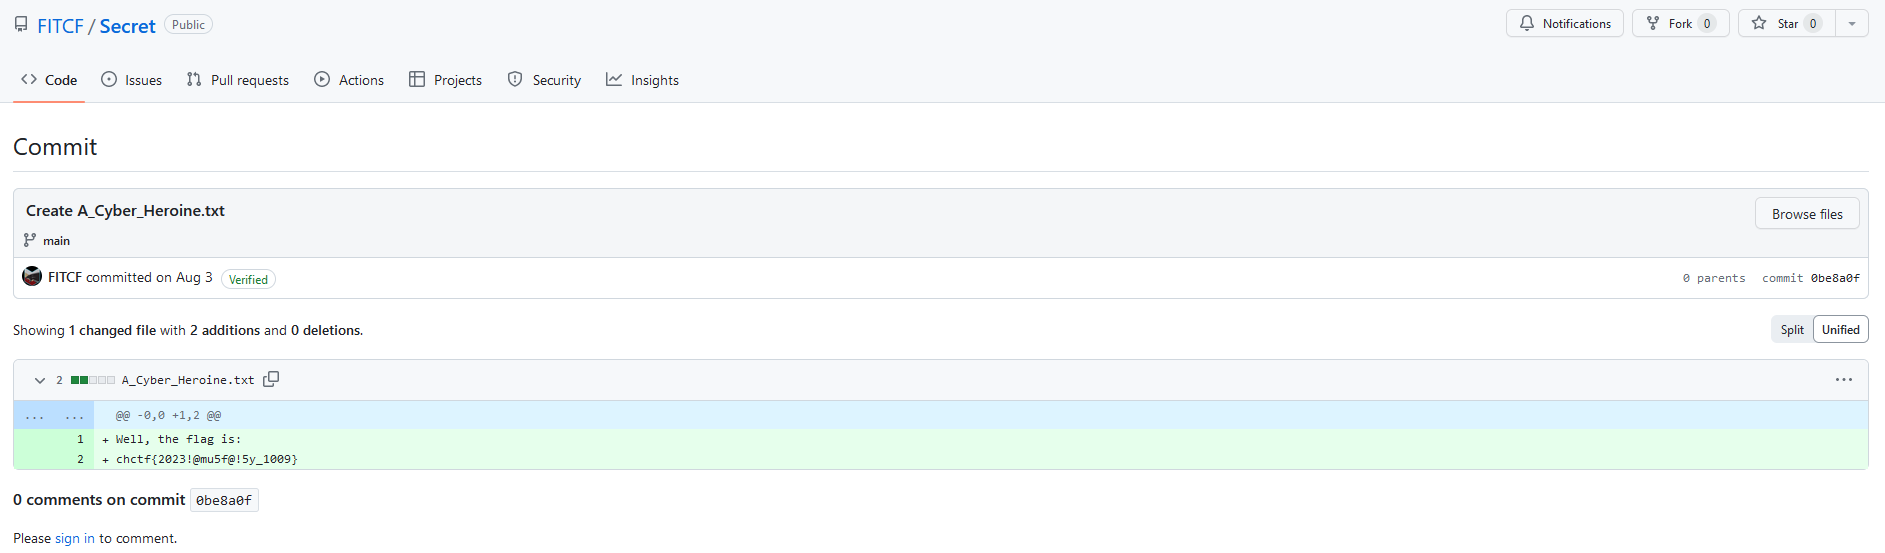 FITCF / Secret Public
Notifications Fork 0 Star 0
Code Issues Pull requests Actions Projects Security Insights
Commit
Create A_Cyber_Heroine.txt
Browse files
main
FITCF committed on Aug 3 Verified
0 parents commit 0be8a0f
Showing 1 changed file with 2 additions and 0 deletions.
Split Unified
2 A_Cyber_Heroine.txt
... ... @@ -0,0 +1,2 @@
1 + Well, the flag is:
2 + chctf{2023!@mu5f@!5y_1009}
0 comments on commit 0be8a0f
Please sign in to comment.